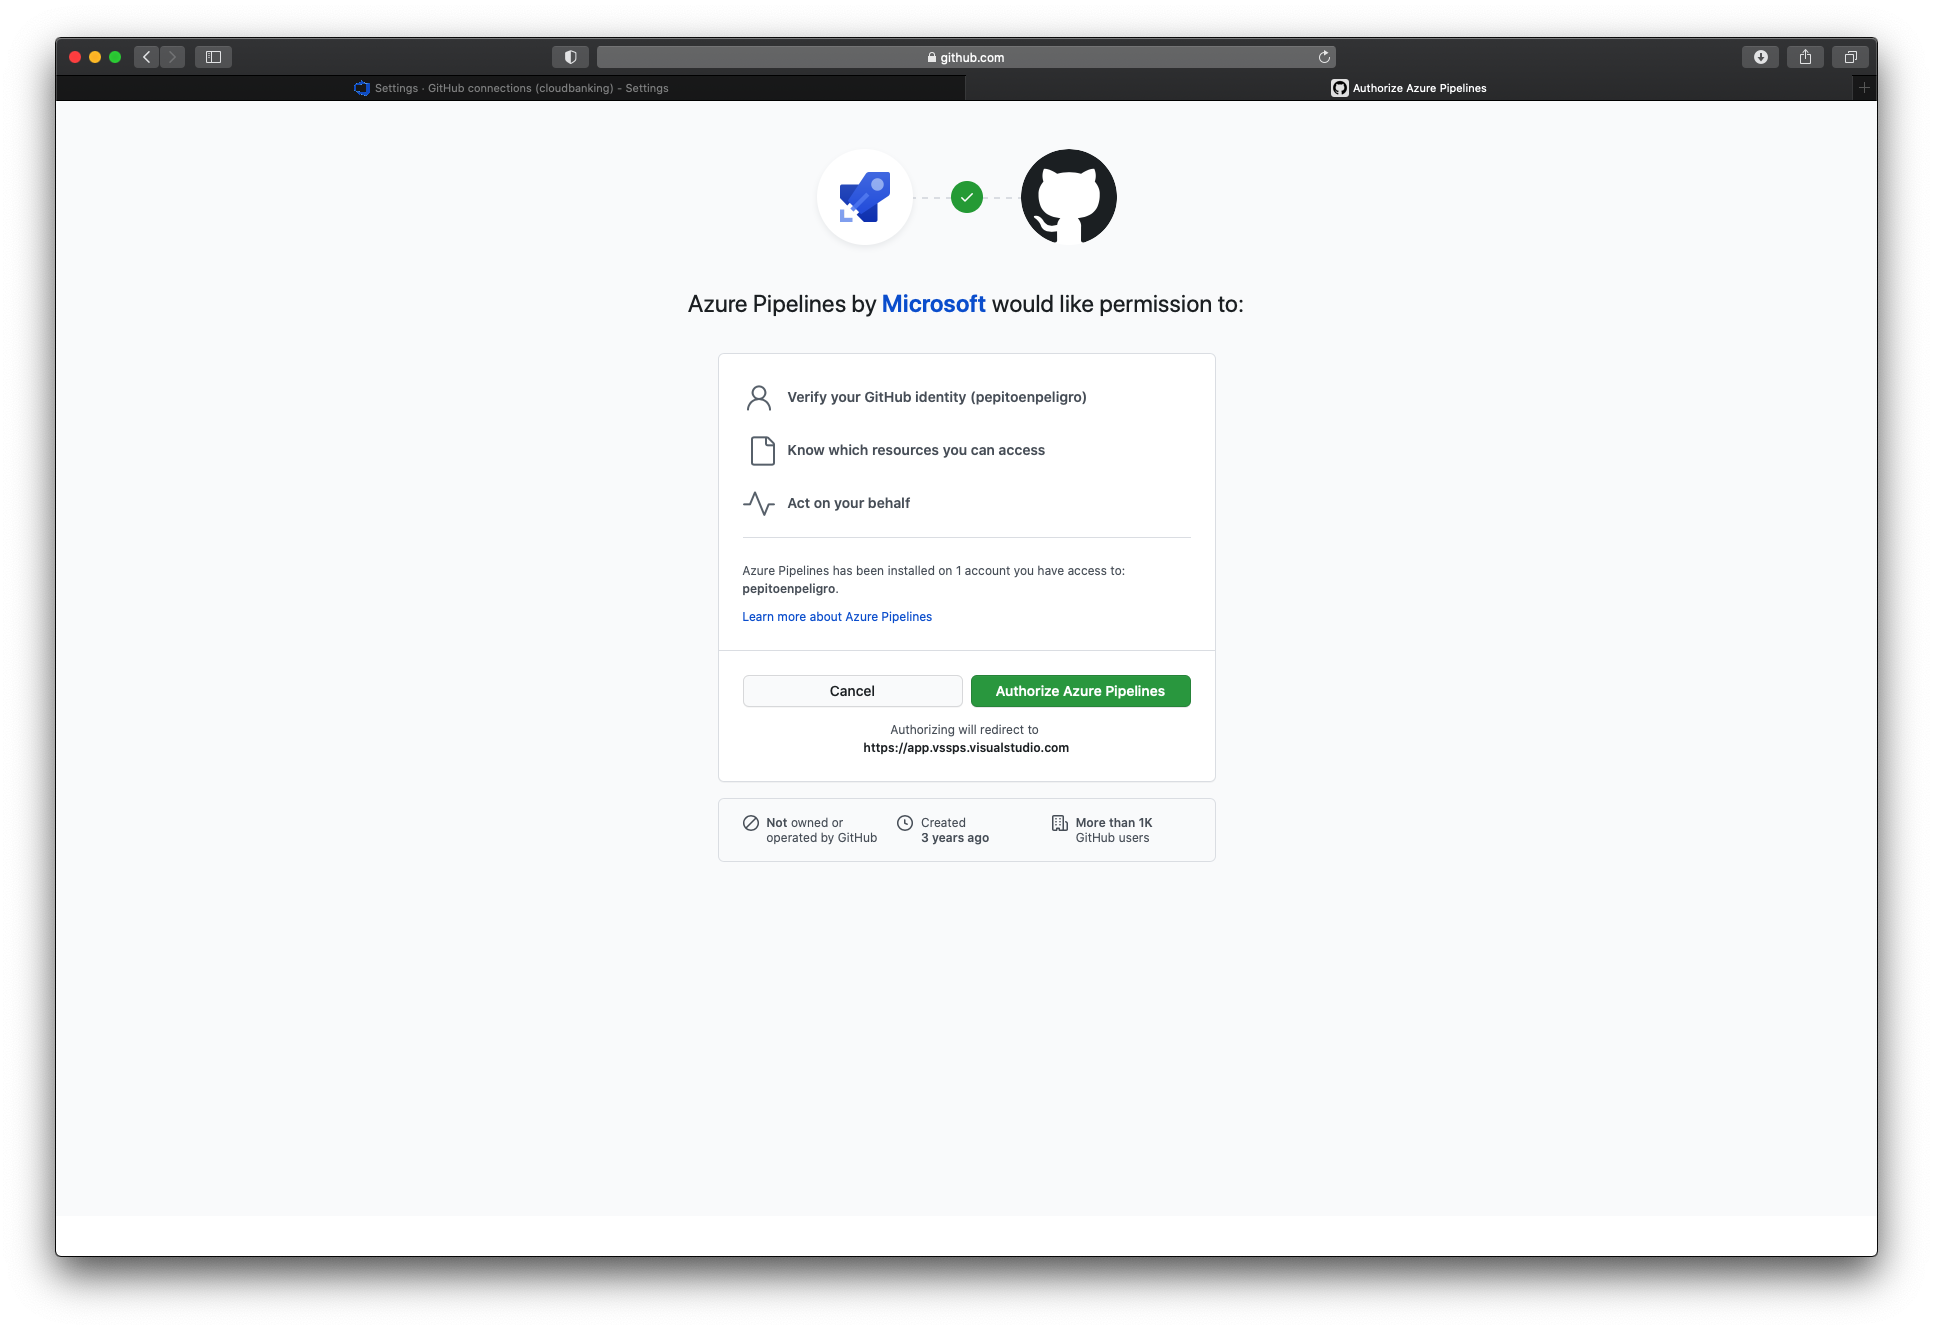 github.com
Settings · GitHub connections (cloudbanking) - Settings
Authorize Azure Pipelines
Azure Pipelines by Microsoft would like permission to:
Verify your GitHub identity (pepitoenpeligro)
Know which resources you can access
Act on your behalf
Azure Pipelines has been installed on 1 account you have access to:
pepitoenpeligro.
Learn more about Azure Pipelines
Cancel
Authorize Azure Pipelines
Authorizing will redirect to
https://app.vssps.visualstudio.com
Not owned or
operated by GitHub
Created
3 years ago
More than 1K
GitHub users